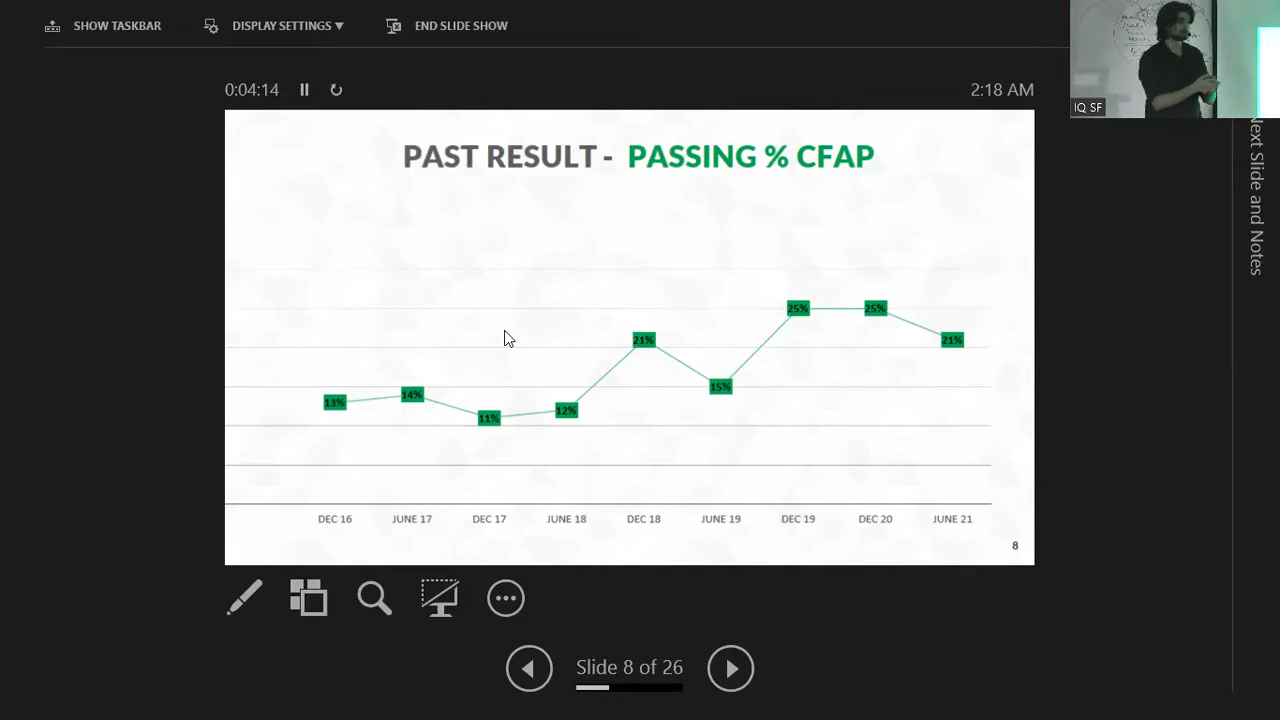 SHOW TASKBAR
DISPLAY SETTINGS ▼
END SLIDE SHOW
IQ SF
0:04:14
2:18 AM
PAST RESULT - PASSING % CFAP
13%
14%
11%
12%
21%
15%
25%
25%
21%
DEC 16
JUNE 17
DEC 17
JUNE 18
DEC 18
JUNE 19
DEC 19
DEC 20
JUNE 21
8
Slide 8 of 26
Next Slide and Notes